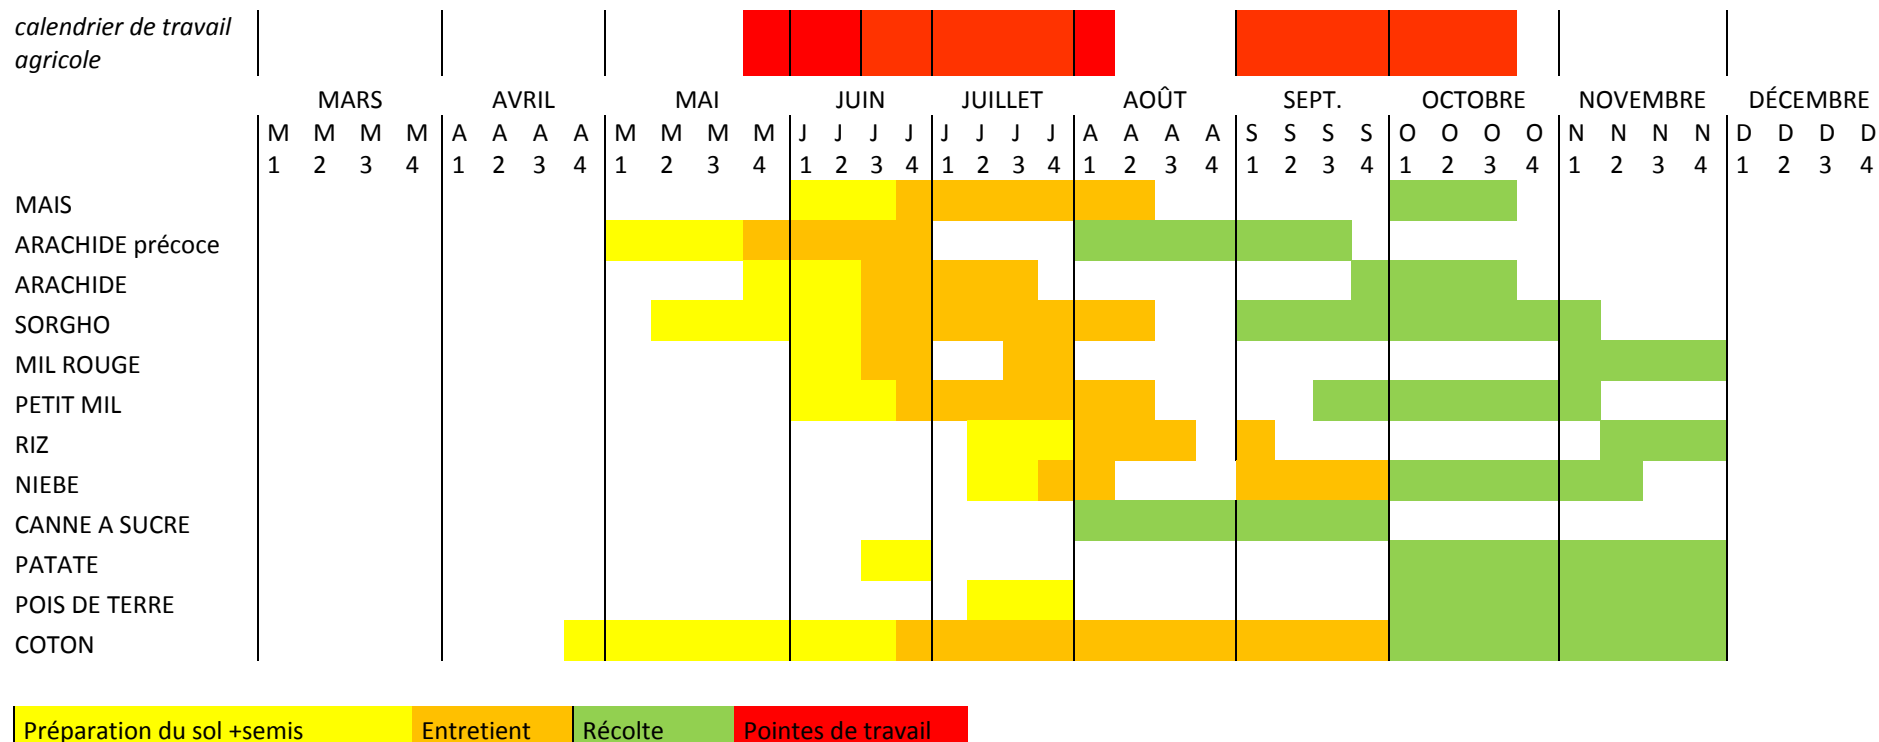 calendrier de travail
agricole
MARS AVRIL MAI JUIN JUILLET AOÛT SEPT. OCTOBRE NOVEMBRE DÉCEMBRE
M M M M A A A A M M M M J J J J J J J J A A A A S S S S O O O O N N N N D D D D
1 2 3 4 1 2 3 4 1 2 3 4 1 2 3 4 1 2 3 4 1 2 3 4 1 2 3 4 1 2 3 4 1 2 3 4 1 2 3 4
MAIS
ARACHIDE précoce
ARACHIDE
SORGHO
MIL ROUGE
PETIT MIL
RIZ
NIEBE
CANNE A SUCRE
PATATE
POIS DE TERRE
COTON
Préparation du sol +semis Entretient Récolte Pointes de travail